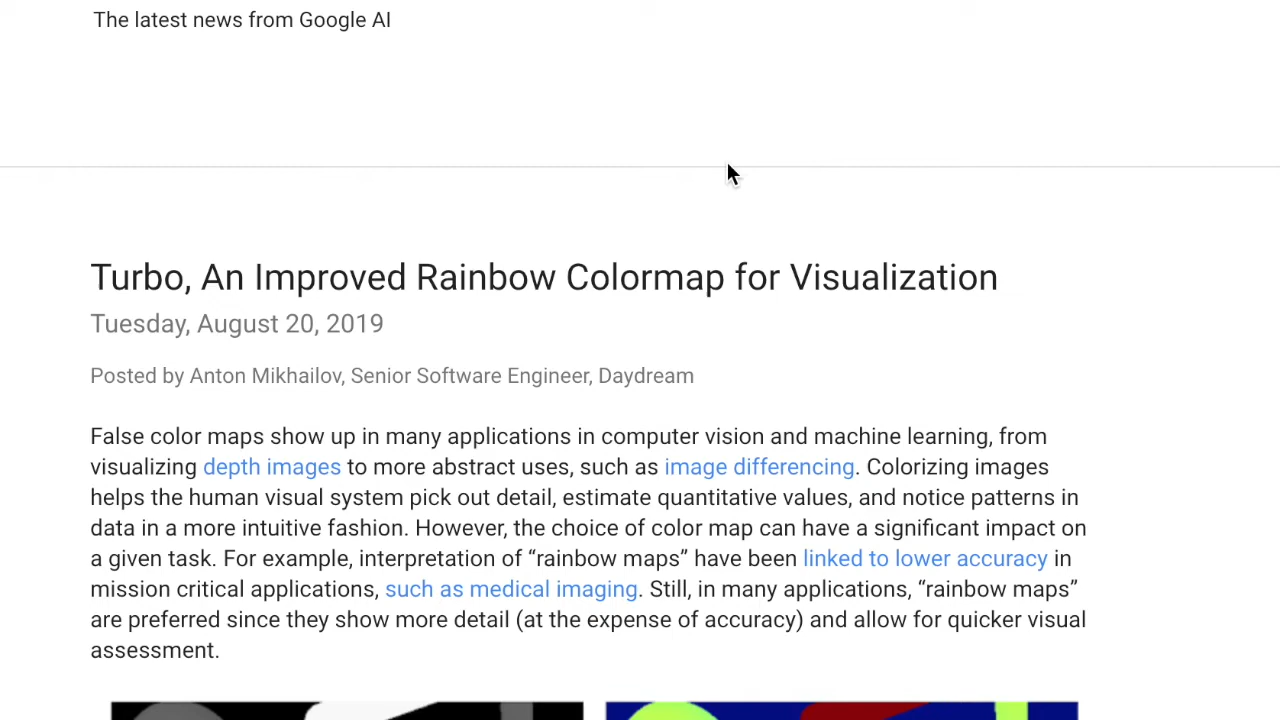 The latest news from Google AI
Turbo, An Improved Rainbow Colormap for Visualization
Tuesday, August 20, 2019
Posted by Anton Mikhailov, Senior Software Engineer, Daydream
False color maps show up in many applications in computer vision and machine learning, from
visualizing depth images to more abstract uses, such as image differencing. Colorizing images
helps the human visual system pick out detail, estimate quantitative values, and notice patterns in
data in a more intuitive fashion. However, the choice of color map can have a significant impact on
a given task. For example, interpretation of “rainbow maps” have been linked to lower accuracy in
mission critical applications, such as medical imaging. Still, in many applications, “rainbow maps”
are preferred since they show more detail (at the expense of accuracy) and allow for quicker visual
assessment.